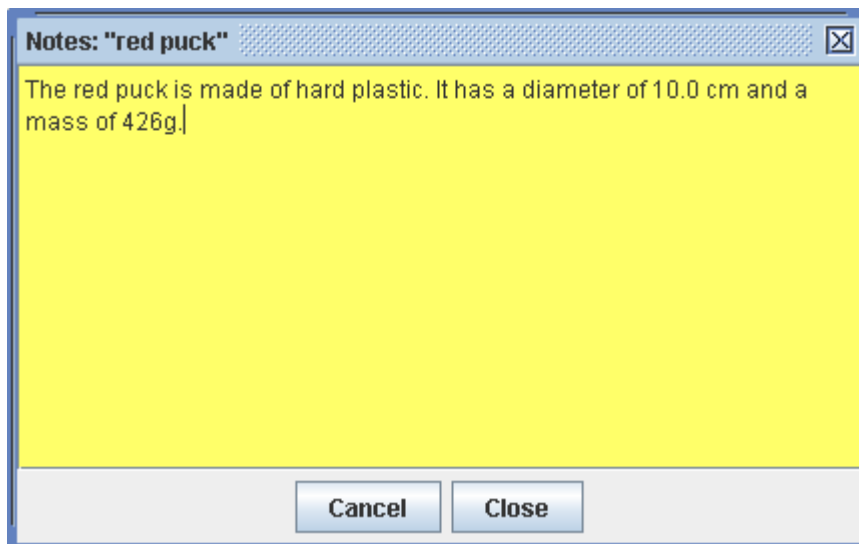 Notes: "red puck"
The red puck is made of hard plastic. It has a diameter of 10.0 cm and a
mass of 426g.
Cancel Close